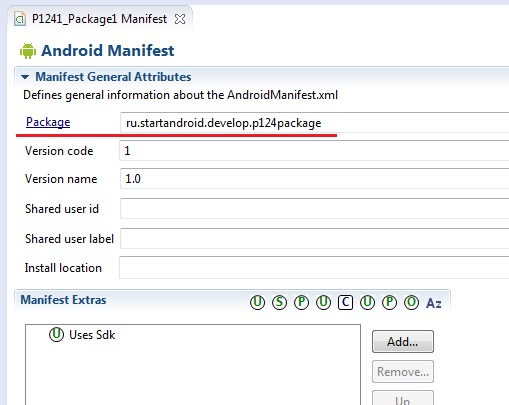 P1241_Package1 Manifest
Android Manifest
Manifest General Attributes
Defines general information about the AndroidManifest.xml
Package ru.startandroid.develop.p124package
Version code 1
Version name 1.0
Shared user id
Shared user label
Install location
Manifest Extras U S P U C U P O Az
U Uses Sdk
Add...
Remove...
Up